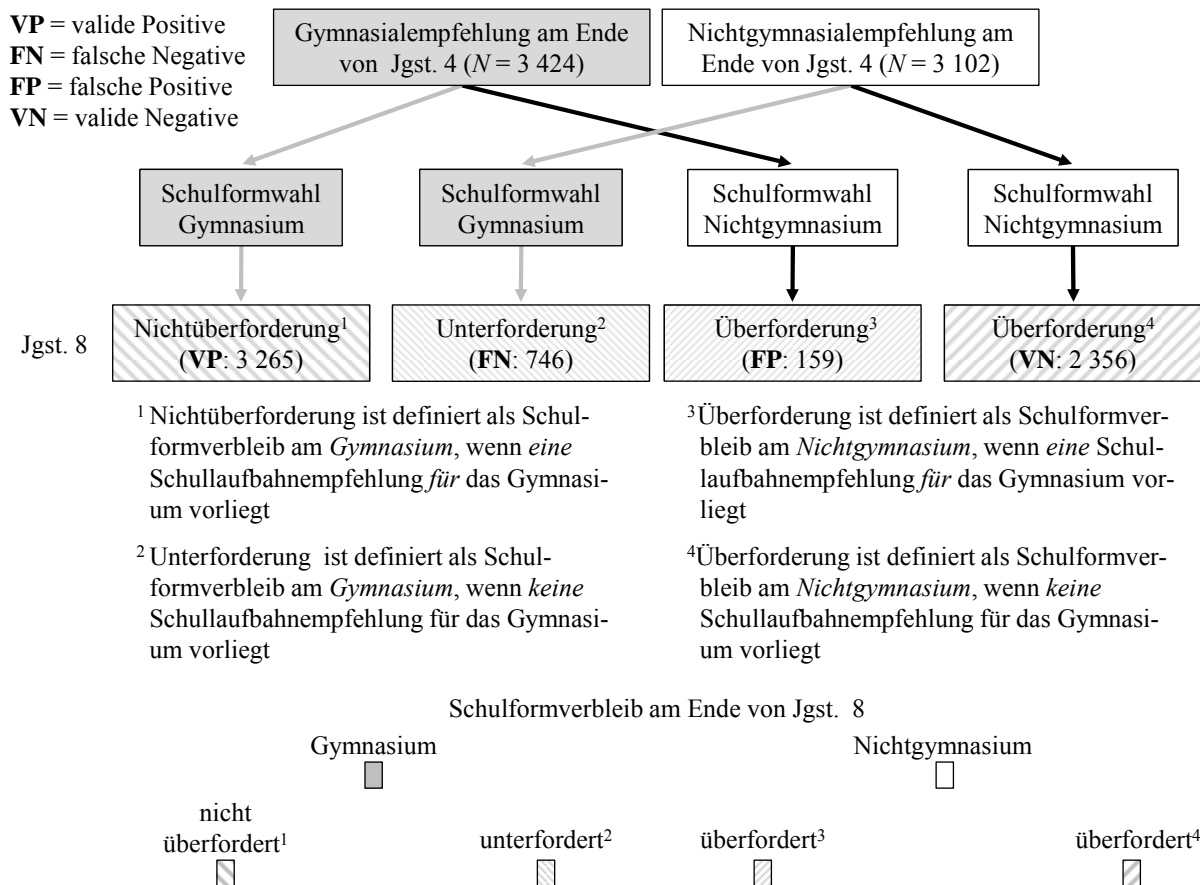 VP = valide Positive
FN = falsche Negative
FP = falsche Positive
VN = valide Negative
Gymnasialempfehlung am Ende
von Jgst. 4 (N = 3 424)
Nichtgymnasialempfehlung am
Ende von Jgst. 4 (N = 3 102)
Schulformwahl
Gymnasium
Schulformwahl
Gymnasium
Schulformwahl
Nichtgymnasium
Schulformwahl
Nichtgymnasium
Jgst. 8
Nichtüberforderung¹
(VP: 3 265)
Unterforderung²
(FN: 746)
Überforderung³
(FP: 159)
Überforderung⁴
(VN: 2 356)
¹ Nichtüberforderung ist definiert als Schul-
formverbleib am Gymnasium, wenn eine
Schullaufbahnempfehlung für das Gymnasi-
um vorliegt
² Unterforderung ist definiert als Schul-
formverbleib am Gymnasium, wenn keine
Schullaufbahnempfehlung für das Gymnasi-
um vorliegt
³ Überforderung ist definiert als Schulformver-
bleib am Nichtgymnasium, wenn eine Schul-
laufbahnempfehlung für das Gymnasium vor-
liegt
⁴Überforderung ist definiert als Schulformver-
bleib am Nichtgymnasium, wenn keine
Schullaufbahnempfehlung für das Gymnasi-
um vorliegt
Schulformverbleib am Ende von Jgst. 8
Gymnasium
Nichtgymnasium
nicht
überfordert¹
unterfordert²
überfordert³
überfordert⁴